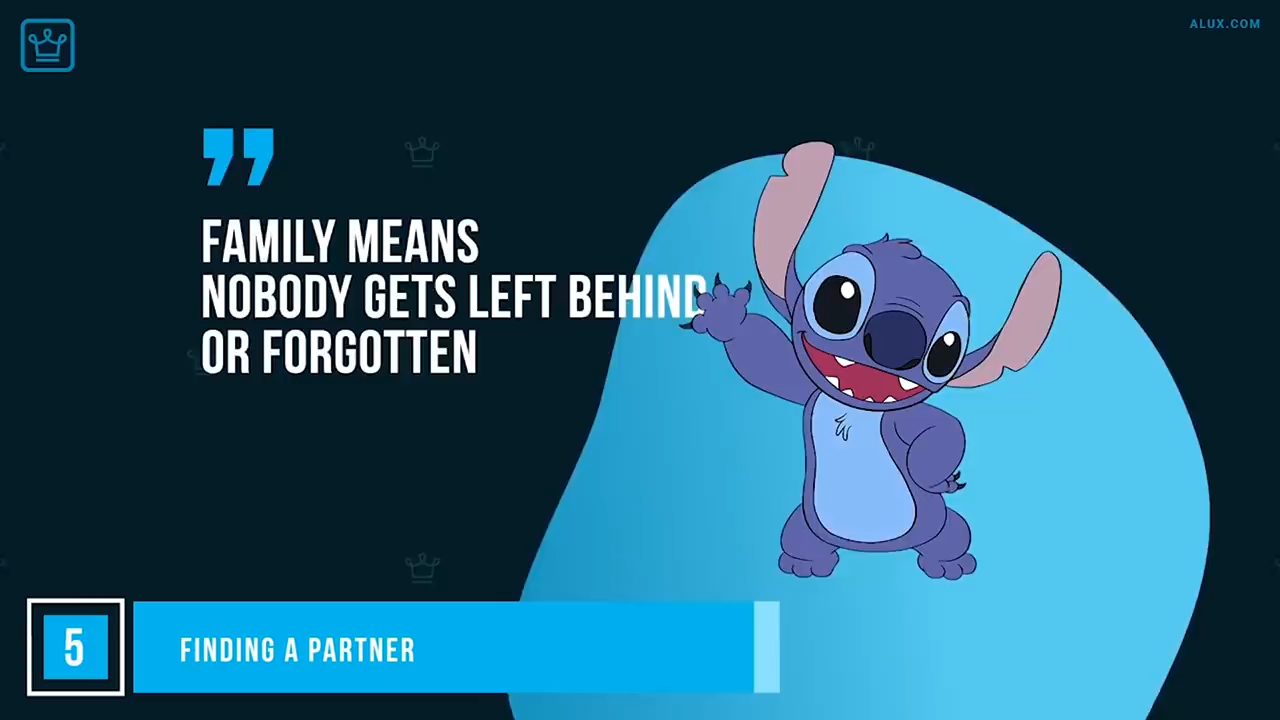 ALUX.COM
”
FAMILY MEANS
NOBODY GETS LEFT BEHIND
OR FORGOTTEN
5
FINDING A PARTNER